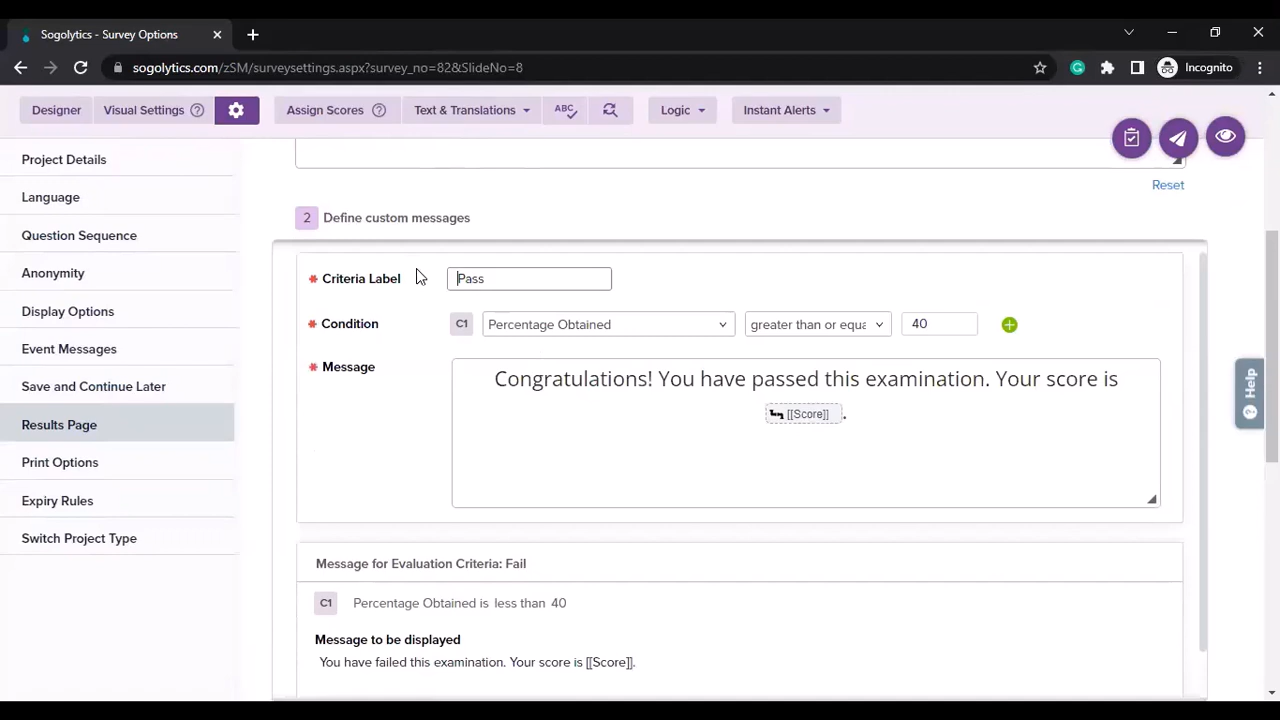 Sogolytics - Survey Options
sogolytics.com/zSM/surveysettings.aspx?survey_no=82&SlideNo=8
Incognito
Designer
Visual Settings
Assign Scores
Text & Translations
ABC
Logic
Instant Alerts
Project Details
Language
Question Sequence
Anonymity
Display Options
Event Messages
Save and Continue Later
Results Page
Print Options
Expiry Rules
Switch Project Type
Reset
2 Define custom messages
* Criteria Label Pass
* Condition C1 Percentage Obtained greater than or equa 40
* Message
Congratulations! You have passed this examination. Your score is
[[Score]] .
Message for Evaluation Criteria: Fail
C1 Percentage Obtained is less than 40
Message to be displayed
You have failed this examination. Your score is [[Score]].
Help